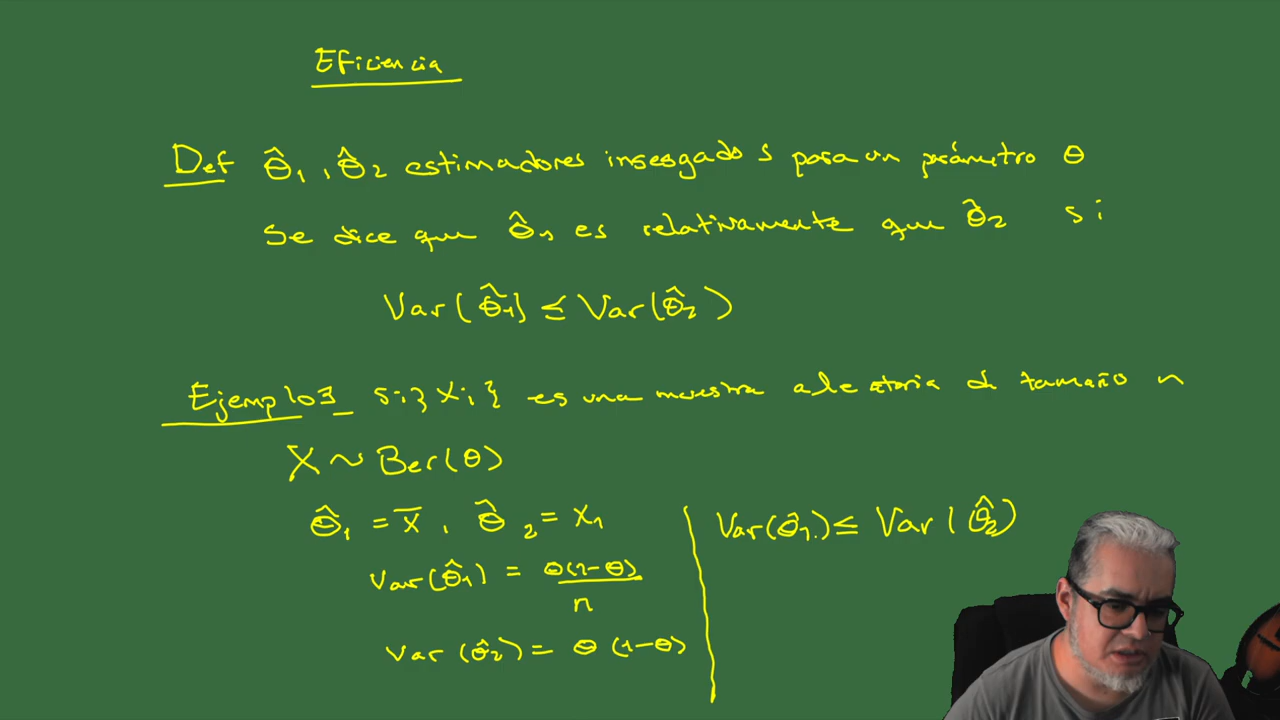 Eficiencia
Def θ̂1, θ̂2 estimadores insesgados para un parámetro θ
Se dice que θ̂1 es relativamente que θ̂2 si
Var(θ̂1) ≤ Var(θ̂2)
Ejemplo 3 si {Xi} es una muestra aleatoria de tamaño n
X ~ Ber(θ)
θ̂1 = X̄, θ̂2 = X1
Var(θ̂1) = θ(1-θ)/n
Var(θ̂2) = θ(1-θ)
Var(θ̂1) ≤ Var(θ̂2)